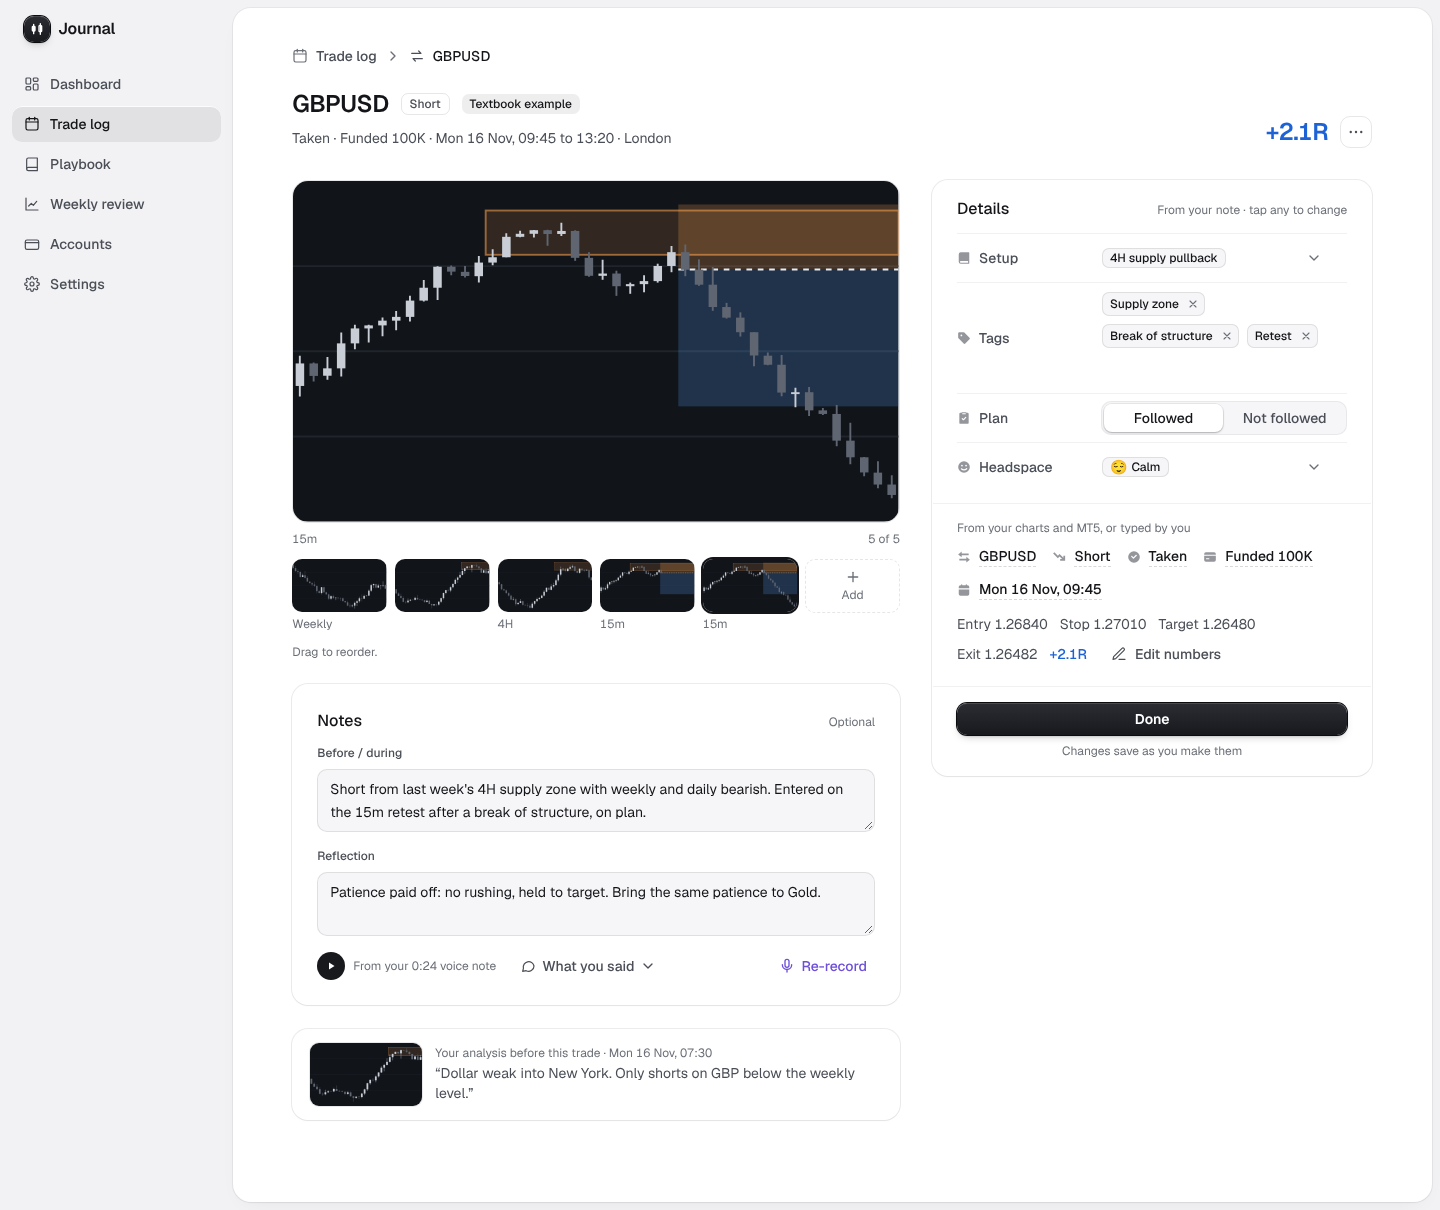 Journal
Dashboard
Trade log
Playbook
Weekly review
Accounts
Settings
Trade log
GBPUSD
GBPUSD
Short
Textbook example
Taken · Funded 100K · Mon 16 Nov, 09:45 to 13:20 · London
+2.1R
15m
5 of 5
Add
Weekly
4H
15m
15m
Drag to reorder.
Notes
Optional
Before / during
Short from last week's 4H supply zone with weekly and daily bearish. Entered on
the 15m retest after a break of structure, on plan.
Reflection
Patience paid off: no rushing, held to target. Bring the same patience to Gold.
From your 0:24 voice note
What you said
Re-record
Your analysis before this trade · Mon 16 Nov, 07:30
“Dollar weak into New York. Only shorts on GBP below the weekly
level.”
Details
From your note · tap any to change
Setup
4H supply pullback
Tags
Supply zone
Break of structure
Retest
Plan
Followed
Not followed
Headspace
😌 Calm
From your charts and MT5, or typed by you
GBPUSD
Short
Taken
Funded 100K
Mon 16 Nov, 09:45
Entry 1.26840
Stop 1.27010
Target 1.26480
Exit 1.26482
+2.1R
Edit numbers
Done
Changes save as you make them